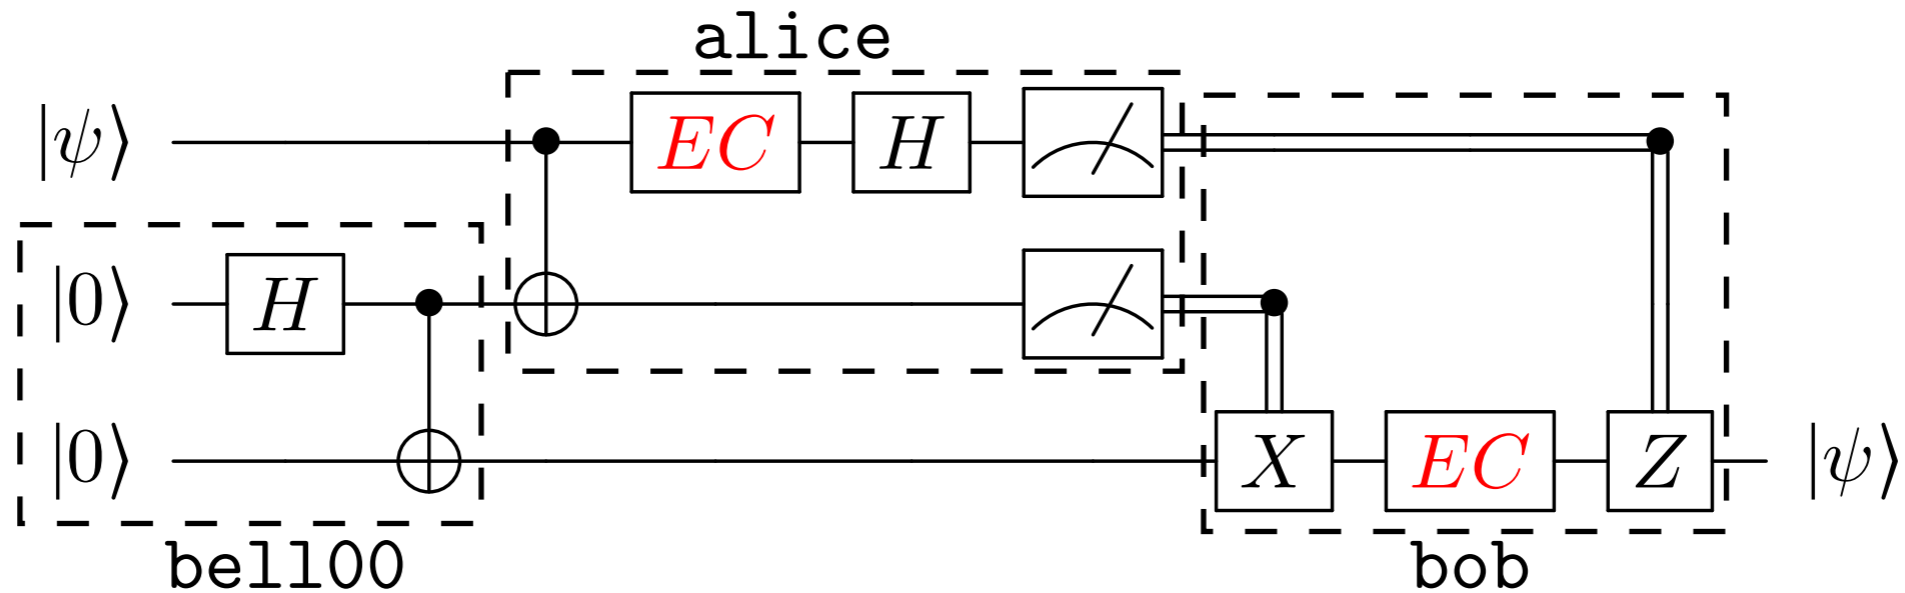 alice
|ψ⟩ EC H
|0⟩ H
|0⟩ X EC Z |ψ⟩
bell00 bob